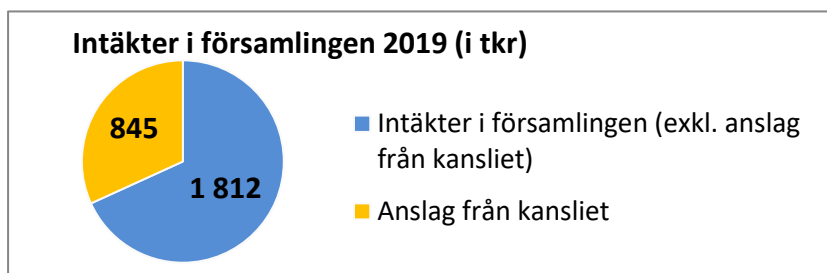 Intäkter i församlingen 2019 (i tkr)
845
1 812
Intäkter i församlingen (exkl. anslag
från kansliet)
Anslag från kansliet